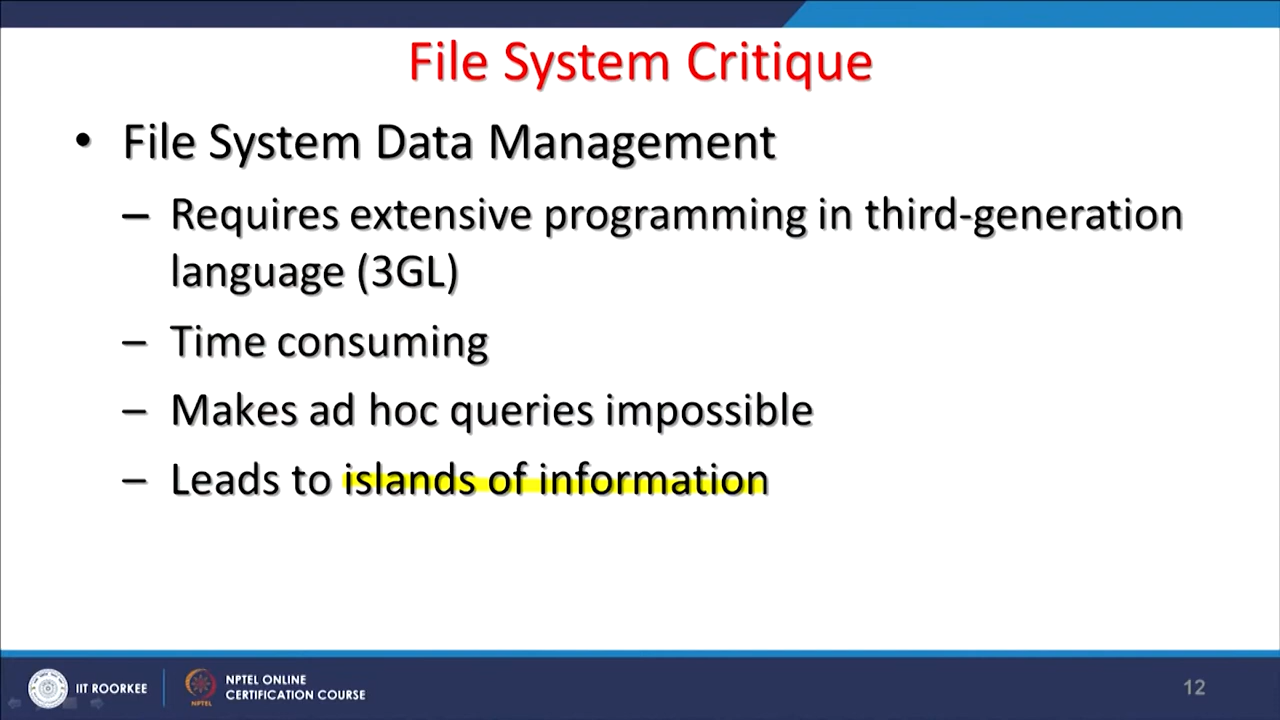 File System Critique
• File System Data Management
– Requires extensive programming in third-generation
language (3GL)
– Time consuming
– Makes ad hoc queries impossible
– Leads to islands of information
IIT ROORKEE
NPTEL ONLINE
CERTIFICATION COURSE
NPTEL
12